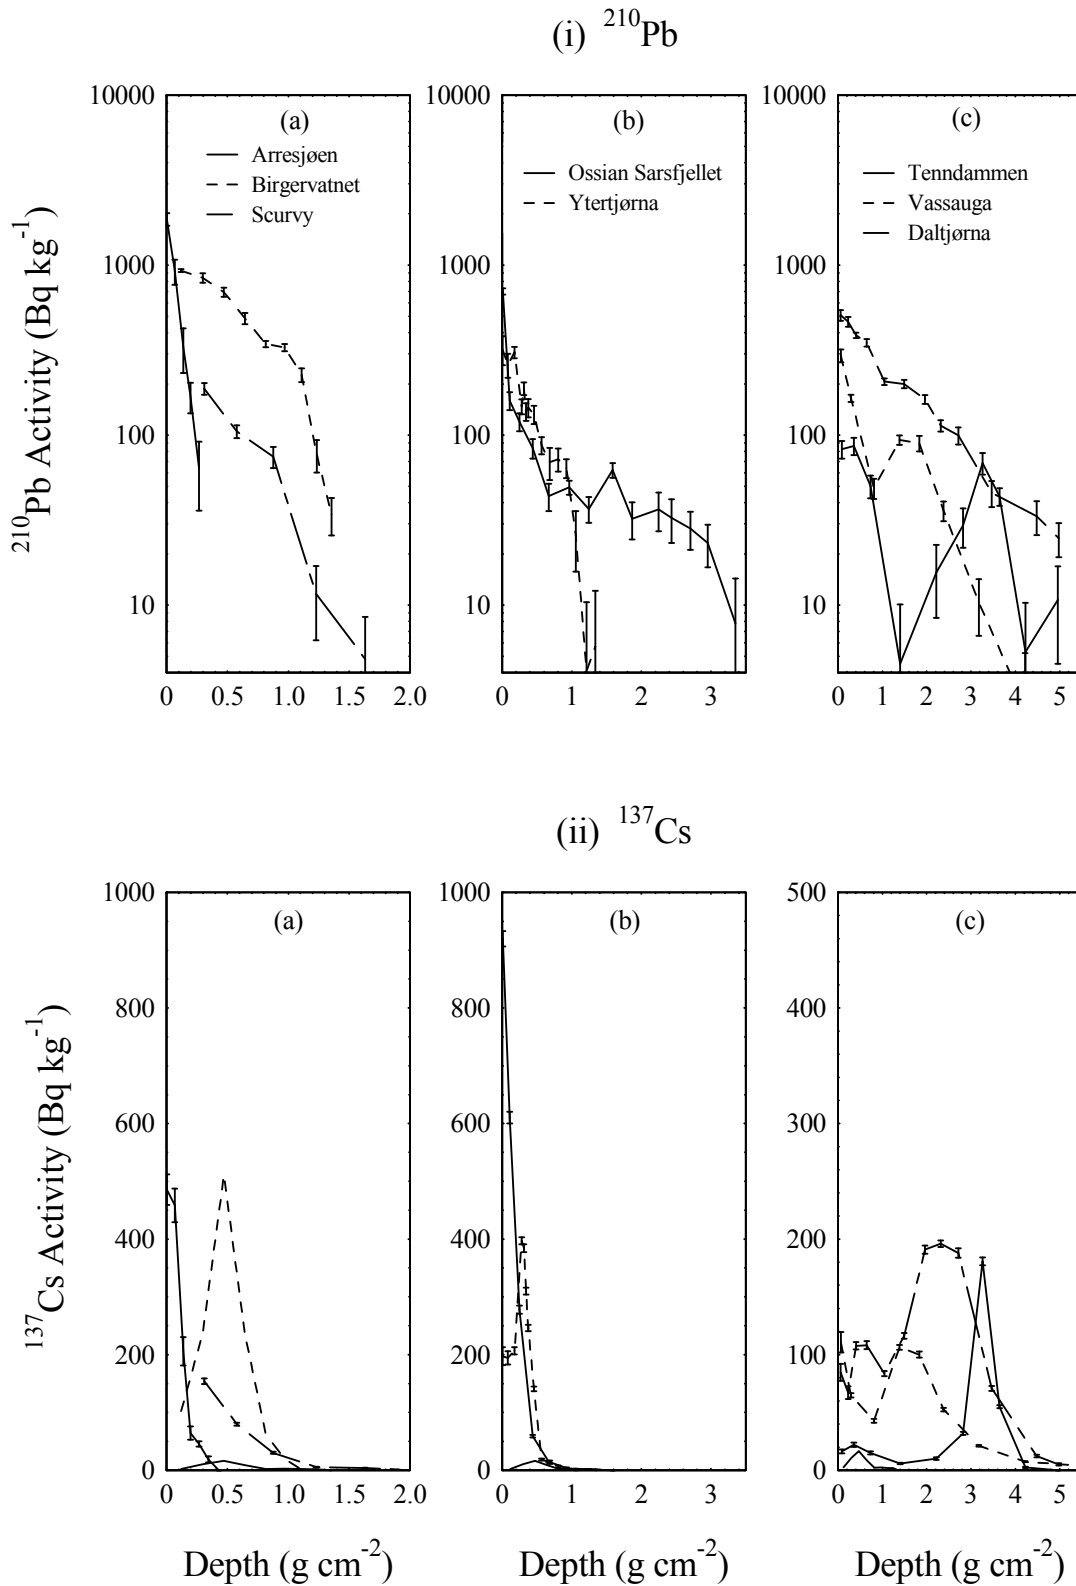 (i) ²¹⁰Pb
(a) (b) (c)
Arresjøen
Birgervatnet
Scurvy
Ossian Sarsfjellet
Ytertjørna
Tenndammen
Vassauga
Daltjørna
²¹⁰Pb Activity (Bq kg⁻¹)
10000 10000 10000
1000 1000 1000
100 100 100
10 10 10
0 0.5 1.0 1.5 2.0 0 1 2 3 0 1 2 3 4 5
(ii) ¹³⁷Cs
(a) (b) (c)
¹³⁷Cs Activity (Bq kg⁻¹)
1000 1000 500
800 800 400
600 600 300
400 400 200
200 200 100
0 0 0
0 0.5 1.0 1.5 2.0 0 1 2 3 0 1 2 3 4 5
Depth (g cm⁻²) Depth (g cm⁻²) Depth (g cm⁻²)